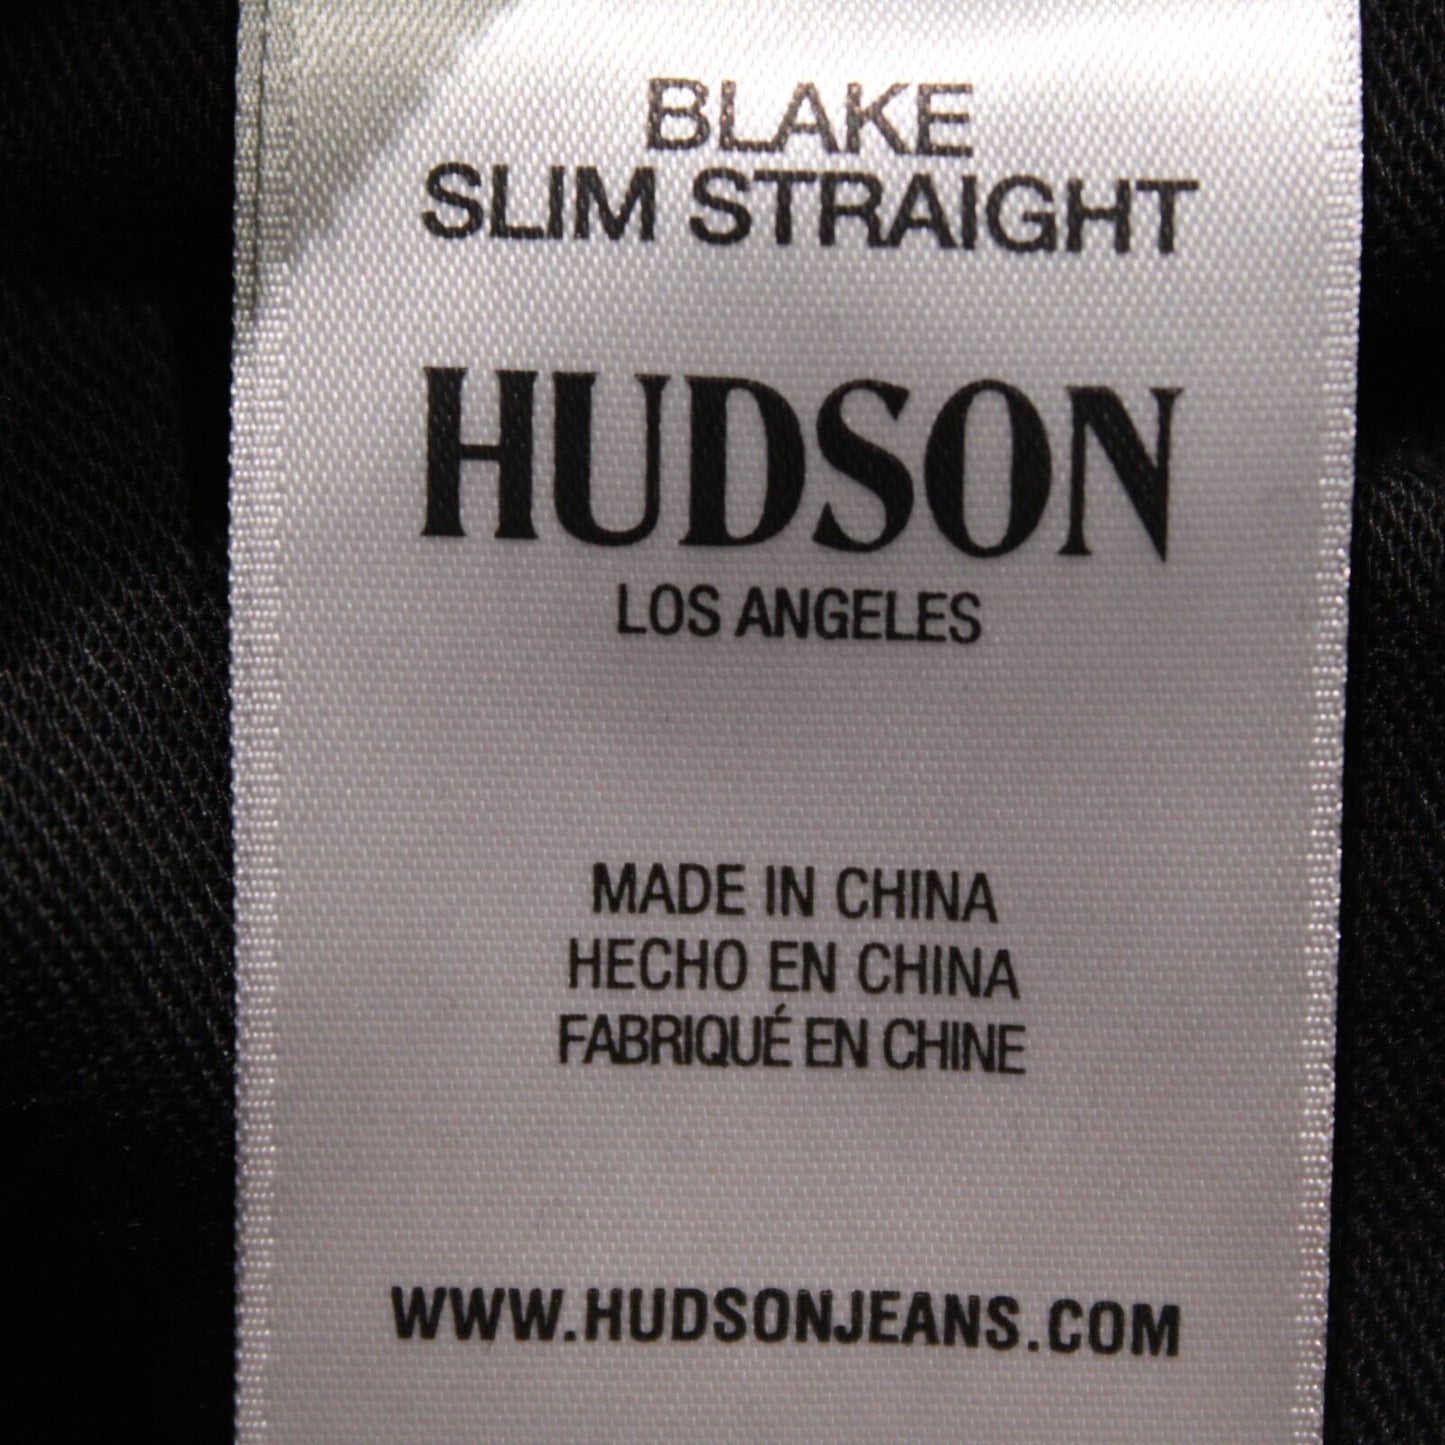 BLAKE
SLIM STRAIGHT
HUDSON
LOS ANGELES
MADE IN CHINA
HECHO EN CHINA
FABRIQUÉ EN CHINE
WWW.HUDSONJEANS.COM